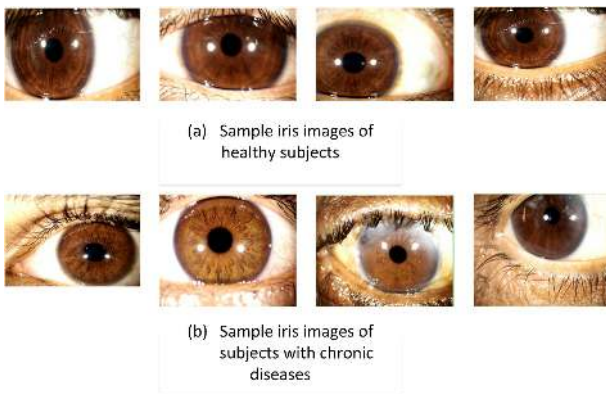 (a) Sample iris images of
healthy subjects
(b) Sample iris images of
subjects with chronic
diseases